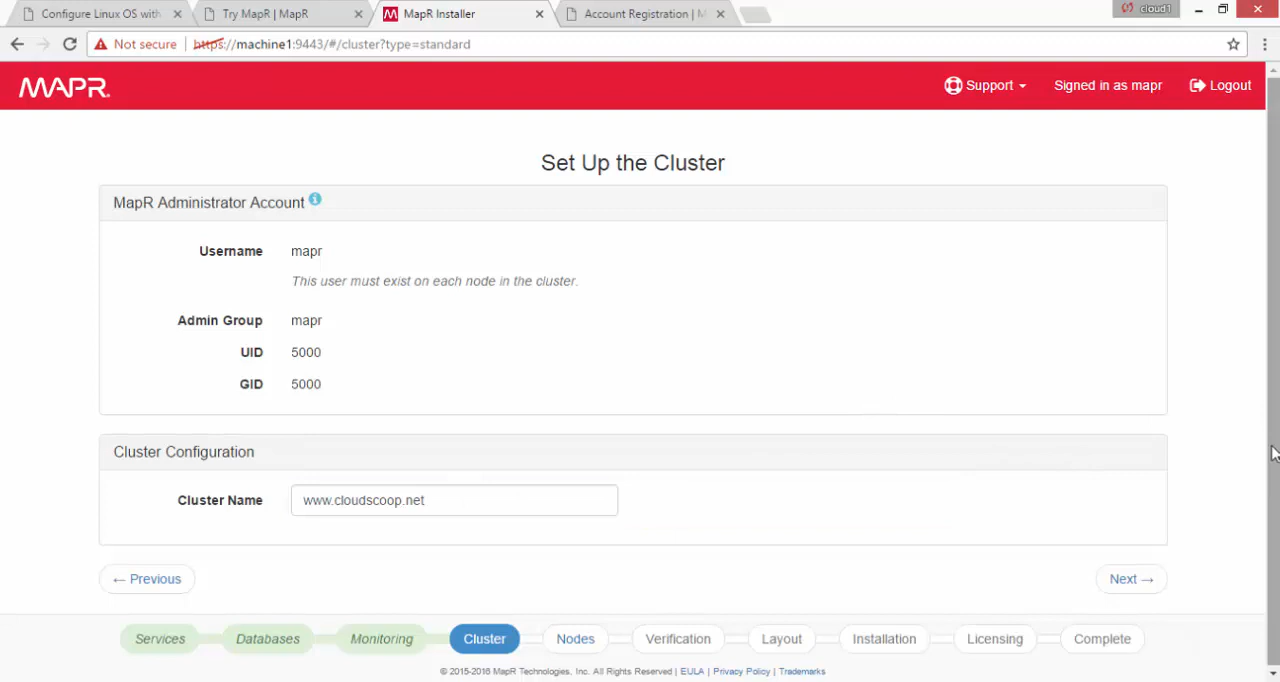 Configure Linux OS with
Try MapR | MapR
MapR Installer
Account Registration | M
cloud1
Not secure | https://machine1:9443/#/cluster?type=standard
MAPR
Support
Signed in as mapr
Logout
Set Up the Cluster
MapR Administrator Account
Username mapr
This user must exist on each node in the cluster.
Admin Group mapr
UID 5000
GID 5000
Cluster Configuration
Cluster Name www.cloudscoop.net
← Previous
Next →
Services Databases Monitoring Cluster Nodes Verification Layout Installation Licensing Complete
© 2015-2016 MapR Technologies, Inc. All Rights Reserved | EULA | Privacy Policy | Trademarks